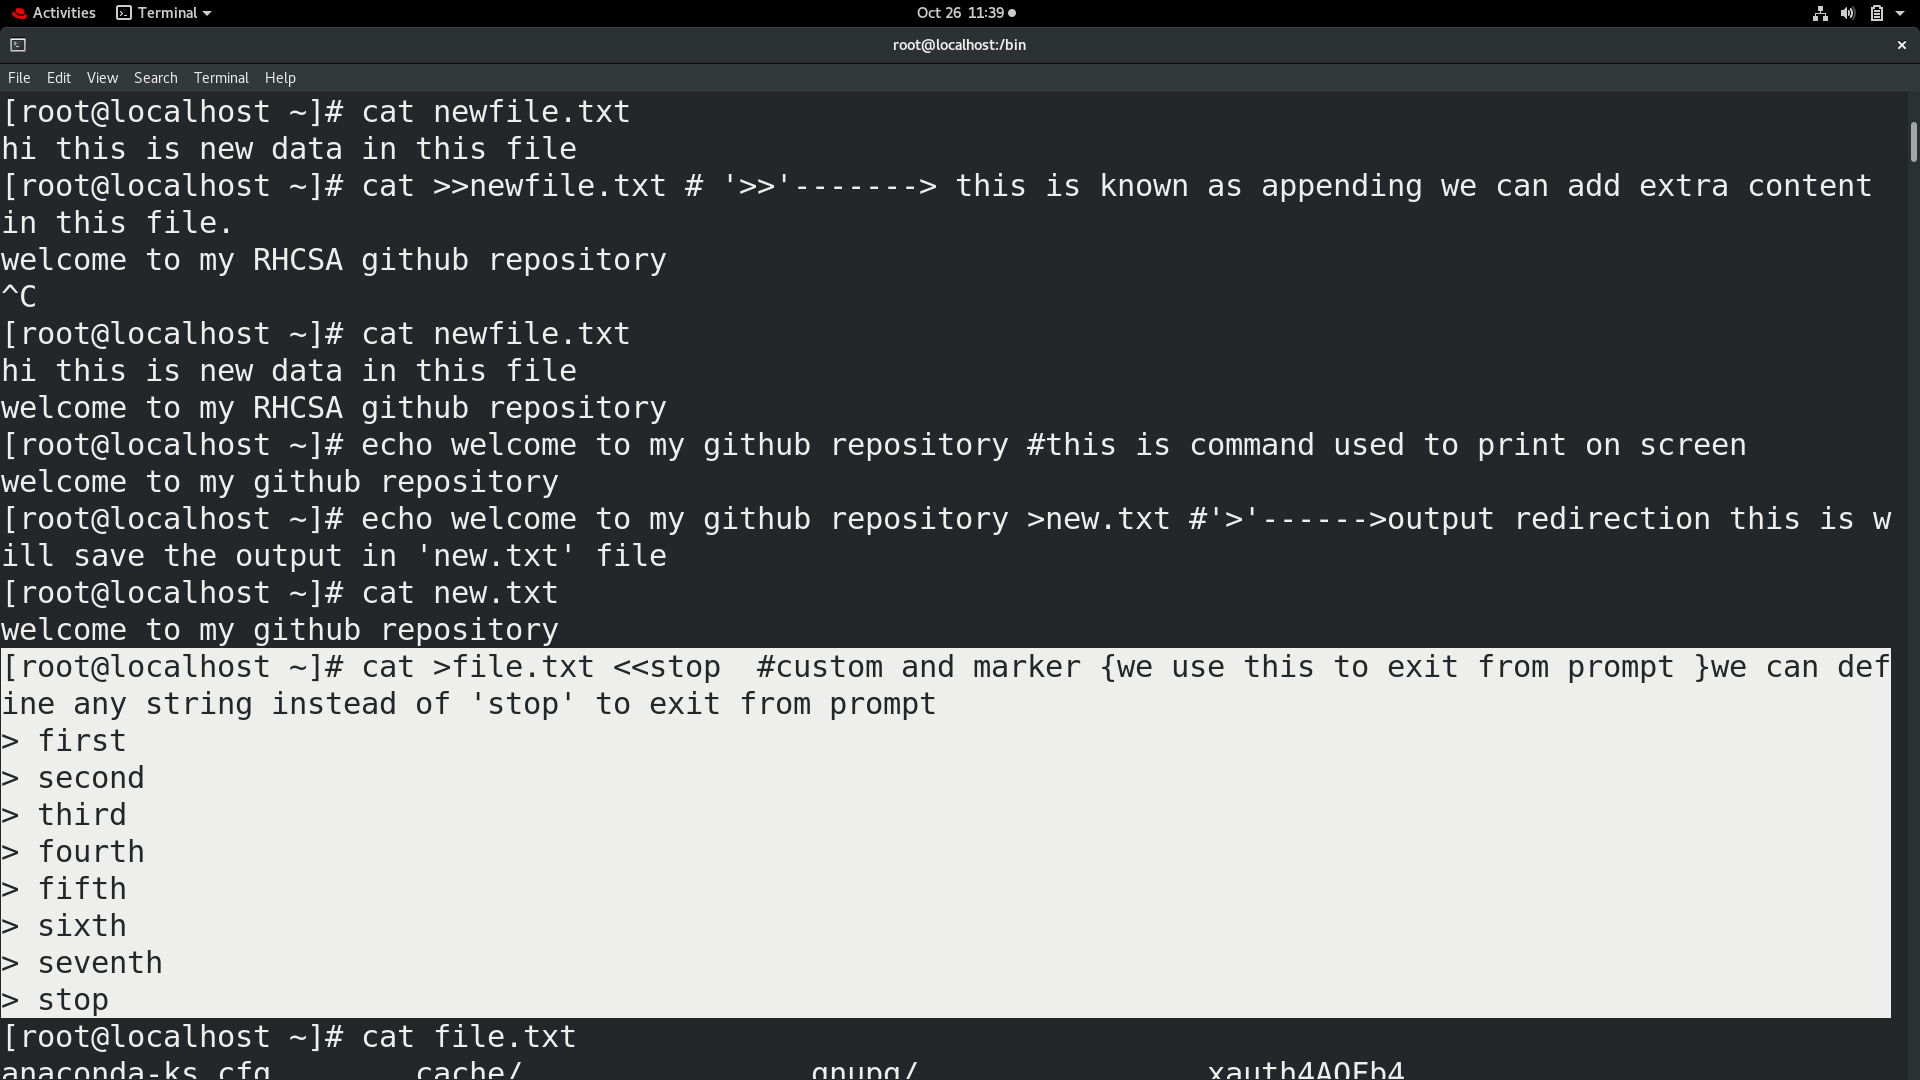 Activities Terminal Oct 26 11:39
root@localhost:/bin
File Edit View Search Terminal Help
[root@localhost ~]# cat newfile.txt
hi this is new data in this file
[root@localhost ~]# cat >>newfile.txt # '>>'-------> this is known as appending we can add extra content
in this file.
welcome to my RHCSA github repository
^C
[root@localhost ~]# cat newfile.txt
hi this is new data in this file
welcome to my RHCSA github repository
[root@localhost ~]# echo welcome to my github repository #this is command used to print on screen
welcome to my github repository
[root@localhost ~]# echo welcome to my github repository >new.txt #'>'------>output redirection this is w
ill save the output in 'new.txt' file
[root@localhost ~]# cat new.txt
welcome to my github repository
[root@localhost ~]# cat >file.txt <<stop  #custom and marker {we use this to exit from prompt }we can def
ine any string instead of 'stop' to exit from prompt
> first
> second
> third
> fourth
> fifth
> sixth
> seventh
> stop
[root@localhost ~]# cat file.txt
anaconda-ks.cfg cache/ gnupg/